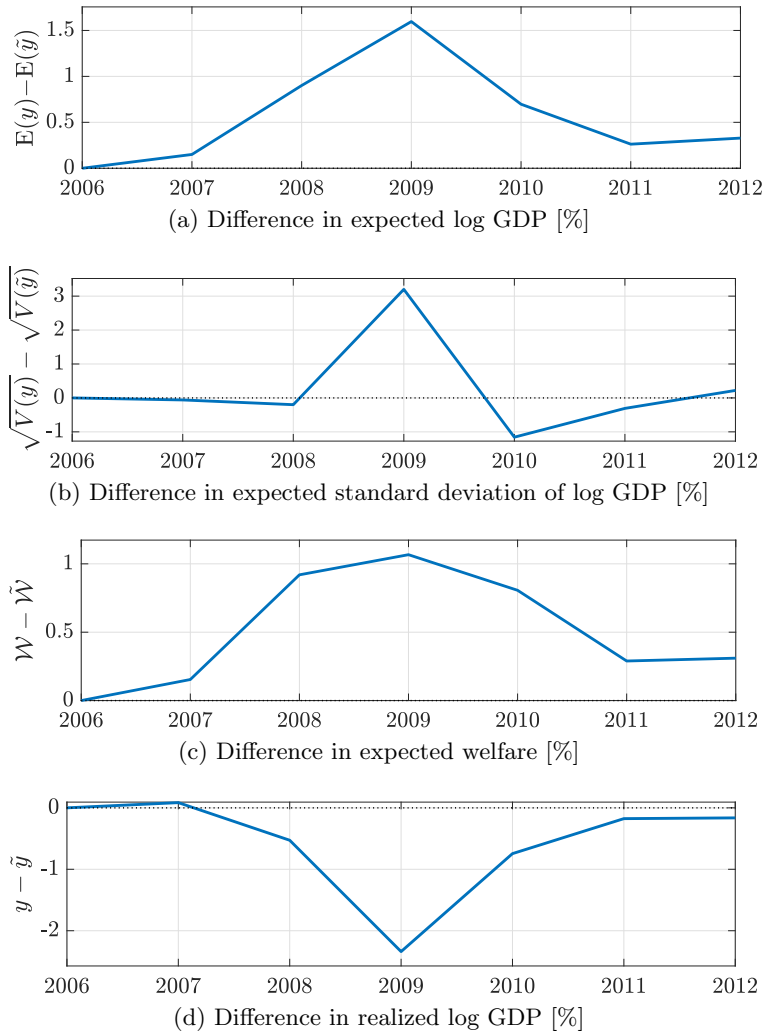 E(y)−E(ỹ)
1.5
1
0.5
0
2006 2007 2008 2009 2010 2011 2012
(a) Difference in expected log GDP [%]
√V(y) − √V(ỹ)
3
2
1
0
-1
2006 2007 2008 2009 2010 2011 2012
(b) Difference in expected standard deviation of log GDP [%]
𝒲 − 𝒲̃
1
0.5
0
2006 2007 2008 2009 2010 2011 2012
(c) Difference in expected welfare [%]
y − ỹ
0
-1
-2
2006 2007 2008 2009 2010 2011 2012
(d) Difference in realized log GDP [%]